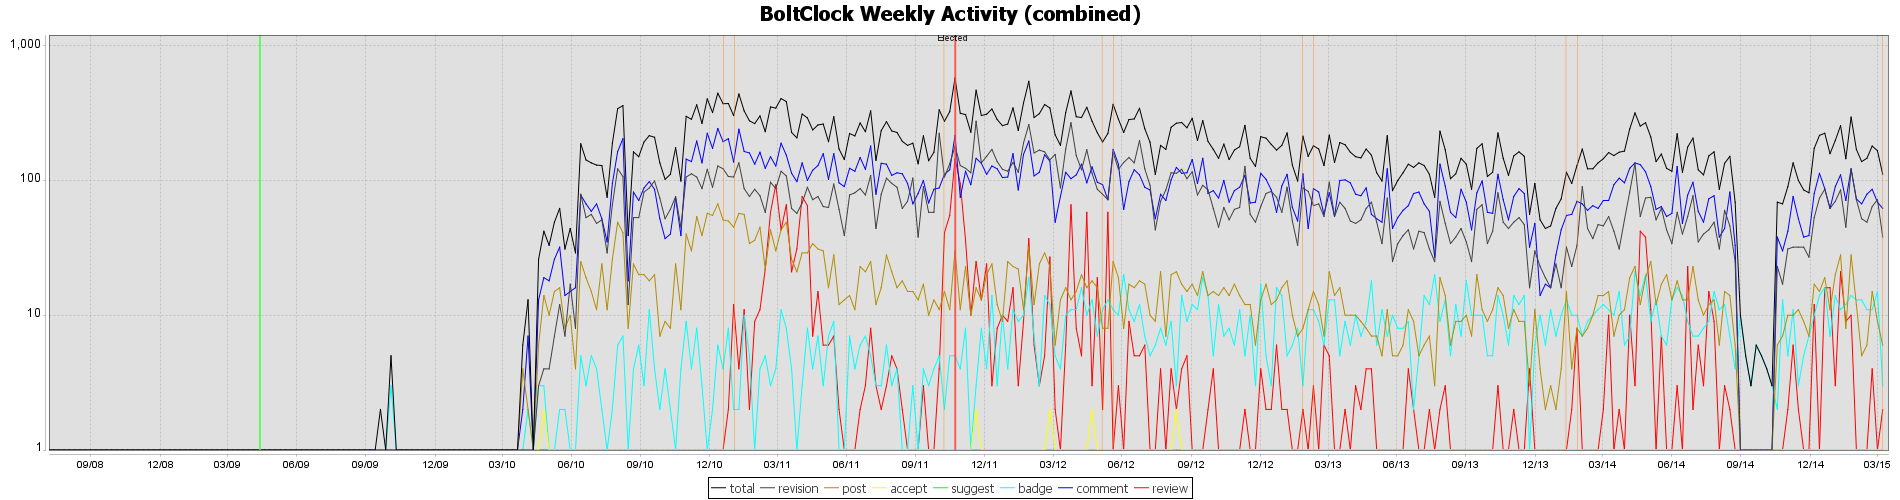 BoltClock Weekly Activity (combined)
Elected
1,000
100
10
1
09/08 12/08 03/09 06/09 09/09 12/09 03/10 06/10 09/10 12/10 03/11 06/11 09/11 12/11 03/12 06/12 09/12 12/12 03/13 06/13 09/13 12/13 03/14 06/14 09/14 12/14 03/15
total revision post accept suggest badge comment review